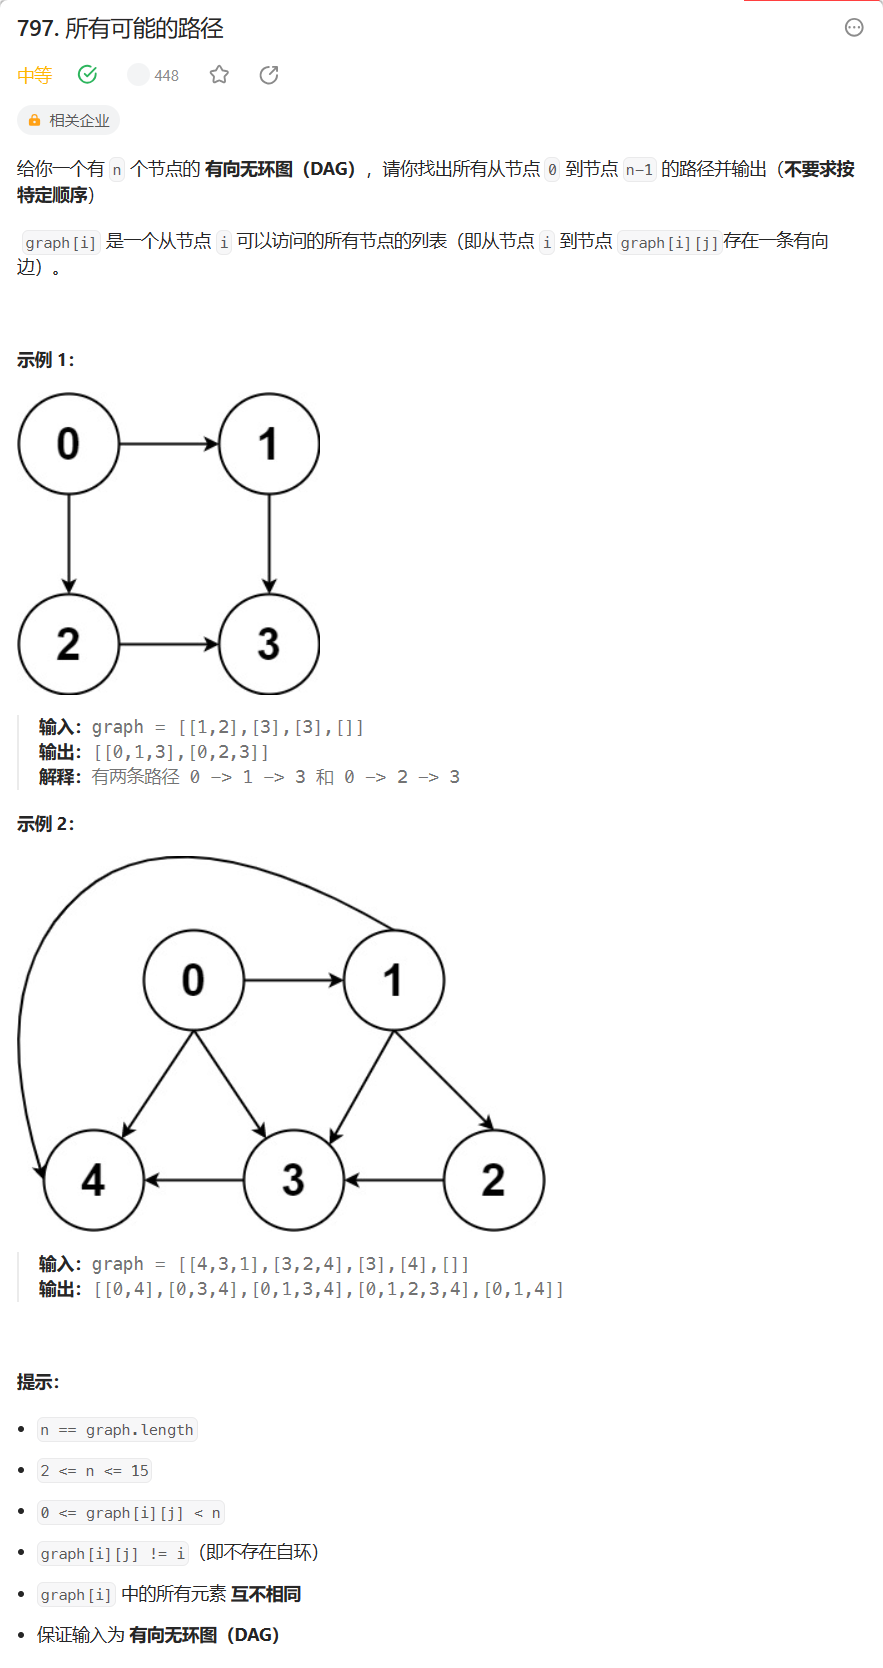 797. 所有可能的路径
中等 448
相关企业
给你一个有 n 个节点的 有向无环图（DAG），请你找出所有从节点 0 到节点 n-1 的路径并输出（不要求按
特定顺序）
graph[i] 是一个从节点 i 可以访问的所有节点的列表（即从节点 i 到节点 graph[i][j]存在一条有向
边）。
示例 1：
0 1
2 3
输入：graph = [[1,2],[3],[3],[]]
输出：[[0,1,3],[0,2,3]]
解释：有两条路径 0 -> 1 -> 3 和 0 -> 2 -> 3
示例 2：
0 1
4 3 2
输入：graph = [[4,3,1],[3,2,4],[3],[4],[]]
输出：[[0,4],[0,3,4],[0,1,3,4],[0,1,2,3,4],[0,1,4]]
提示：
• n == graph.length
• 2 <= n <= 15
• 0 <= graph[i][j] < n
• graph[i][j] != i（即不存在自环）
• graph[i] 中的所有元素 互不相同
• 保证输入为 有向无环图（DAG）